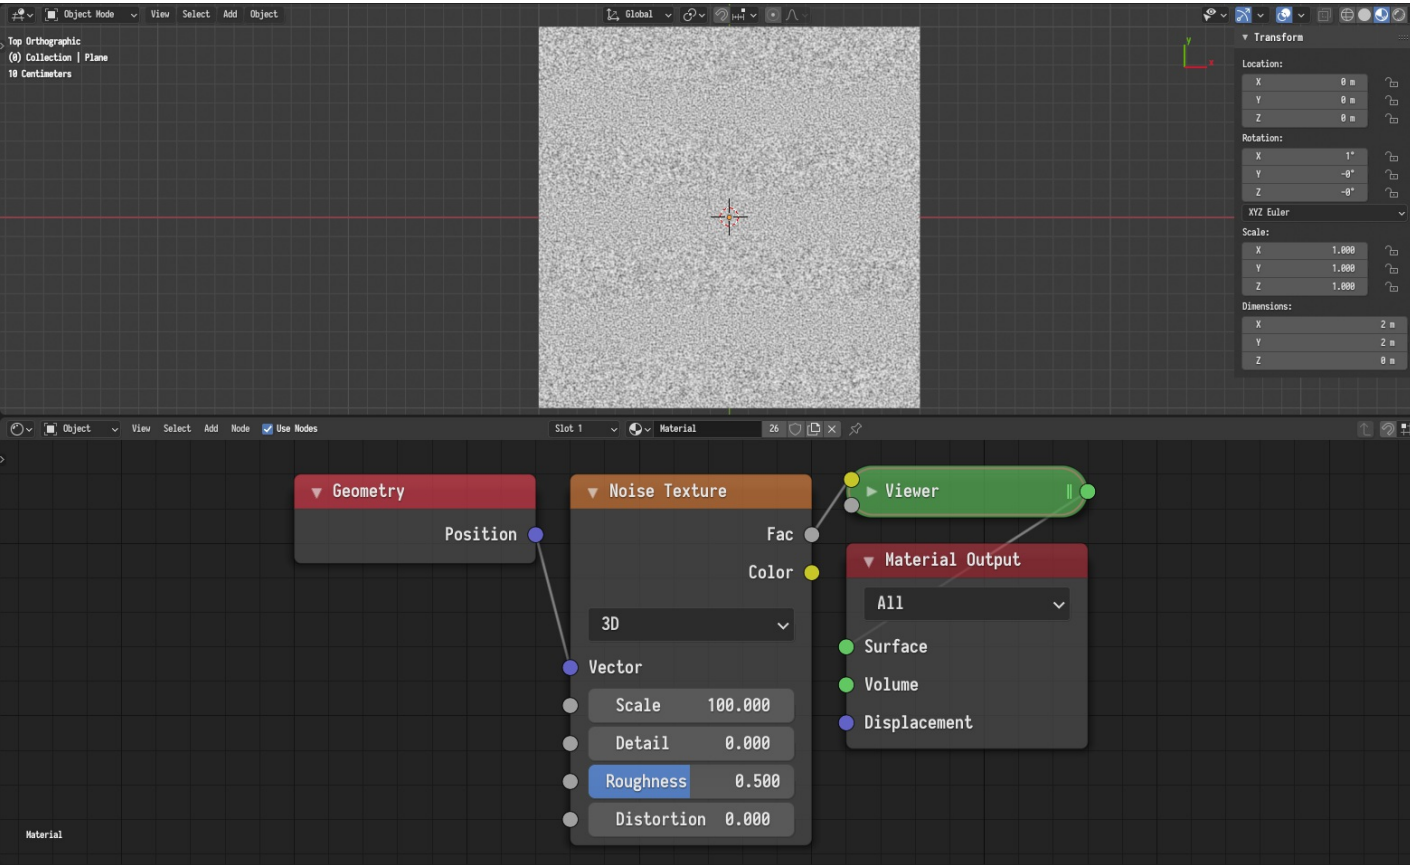 Object Mode View Select Add Object Global
Top Orthographic
(0) Collection | Plane
10 Centimeters
y
x
Transform
Location:
X 0 m
Y 0 m
Z 0 m
Rotation:
X 1°
Y -0°
Z -0°
XYZ Euler
Scale:
X 1.000
Y 1.000
Z 1.000
Dimensions:
X 2 m
Y 2 m
Z 0 m
Object View Select Add Node Use Nodes Slot 1 Material 26
Geometry
Position
Noise Texture
Fac
Color
3D
Vector
Scale 100.000
Detail 0.000
Roughness 0.500
Distortion 0.000
Viewer
Material Output
All
Surface
Volume
Displacement
Material